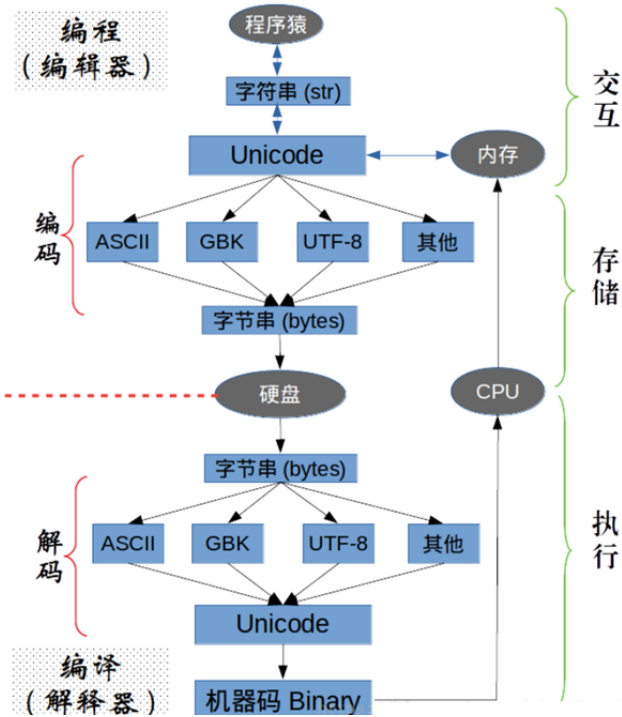 编程
（编辑器）
程序猿
字符串 (str)
Unicode
内存
交互
编码
ASCII
GBK
UTF-8
其他
字节串 (bytes)
存储
硬盘
CPU
字节串 (bytes)
解码
ASCII
GBK
UTF-8
其他
执行
Unicode
编译
（解释器）
机器码 Binary